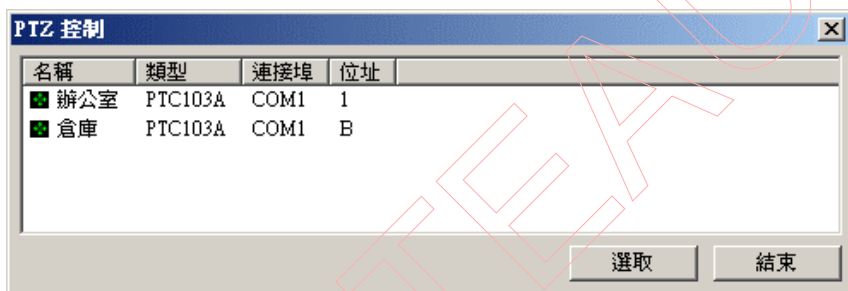 PTZ 控制
名稱 類型 連接埠 位址
辦公室 PTC103A COM1 1
倉庫 PTC103A COM1 B
選取 結束